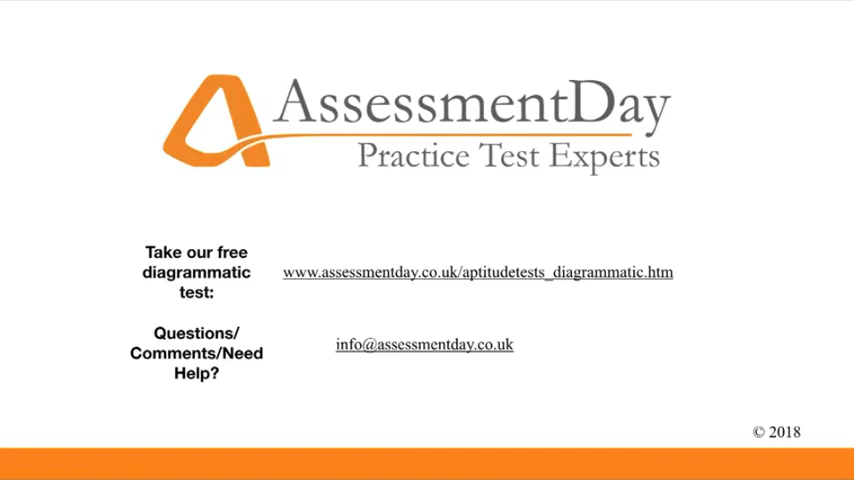 AssessmentDay
Practice Test Experts
Take our free
diagrammatic
test:
www.assessmentday.co.uk/aptitudetests_diagrammatic.htm
Questions/
Comments/Need
Help?
info@assessmentday.co.uk
© 2018